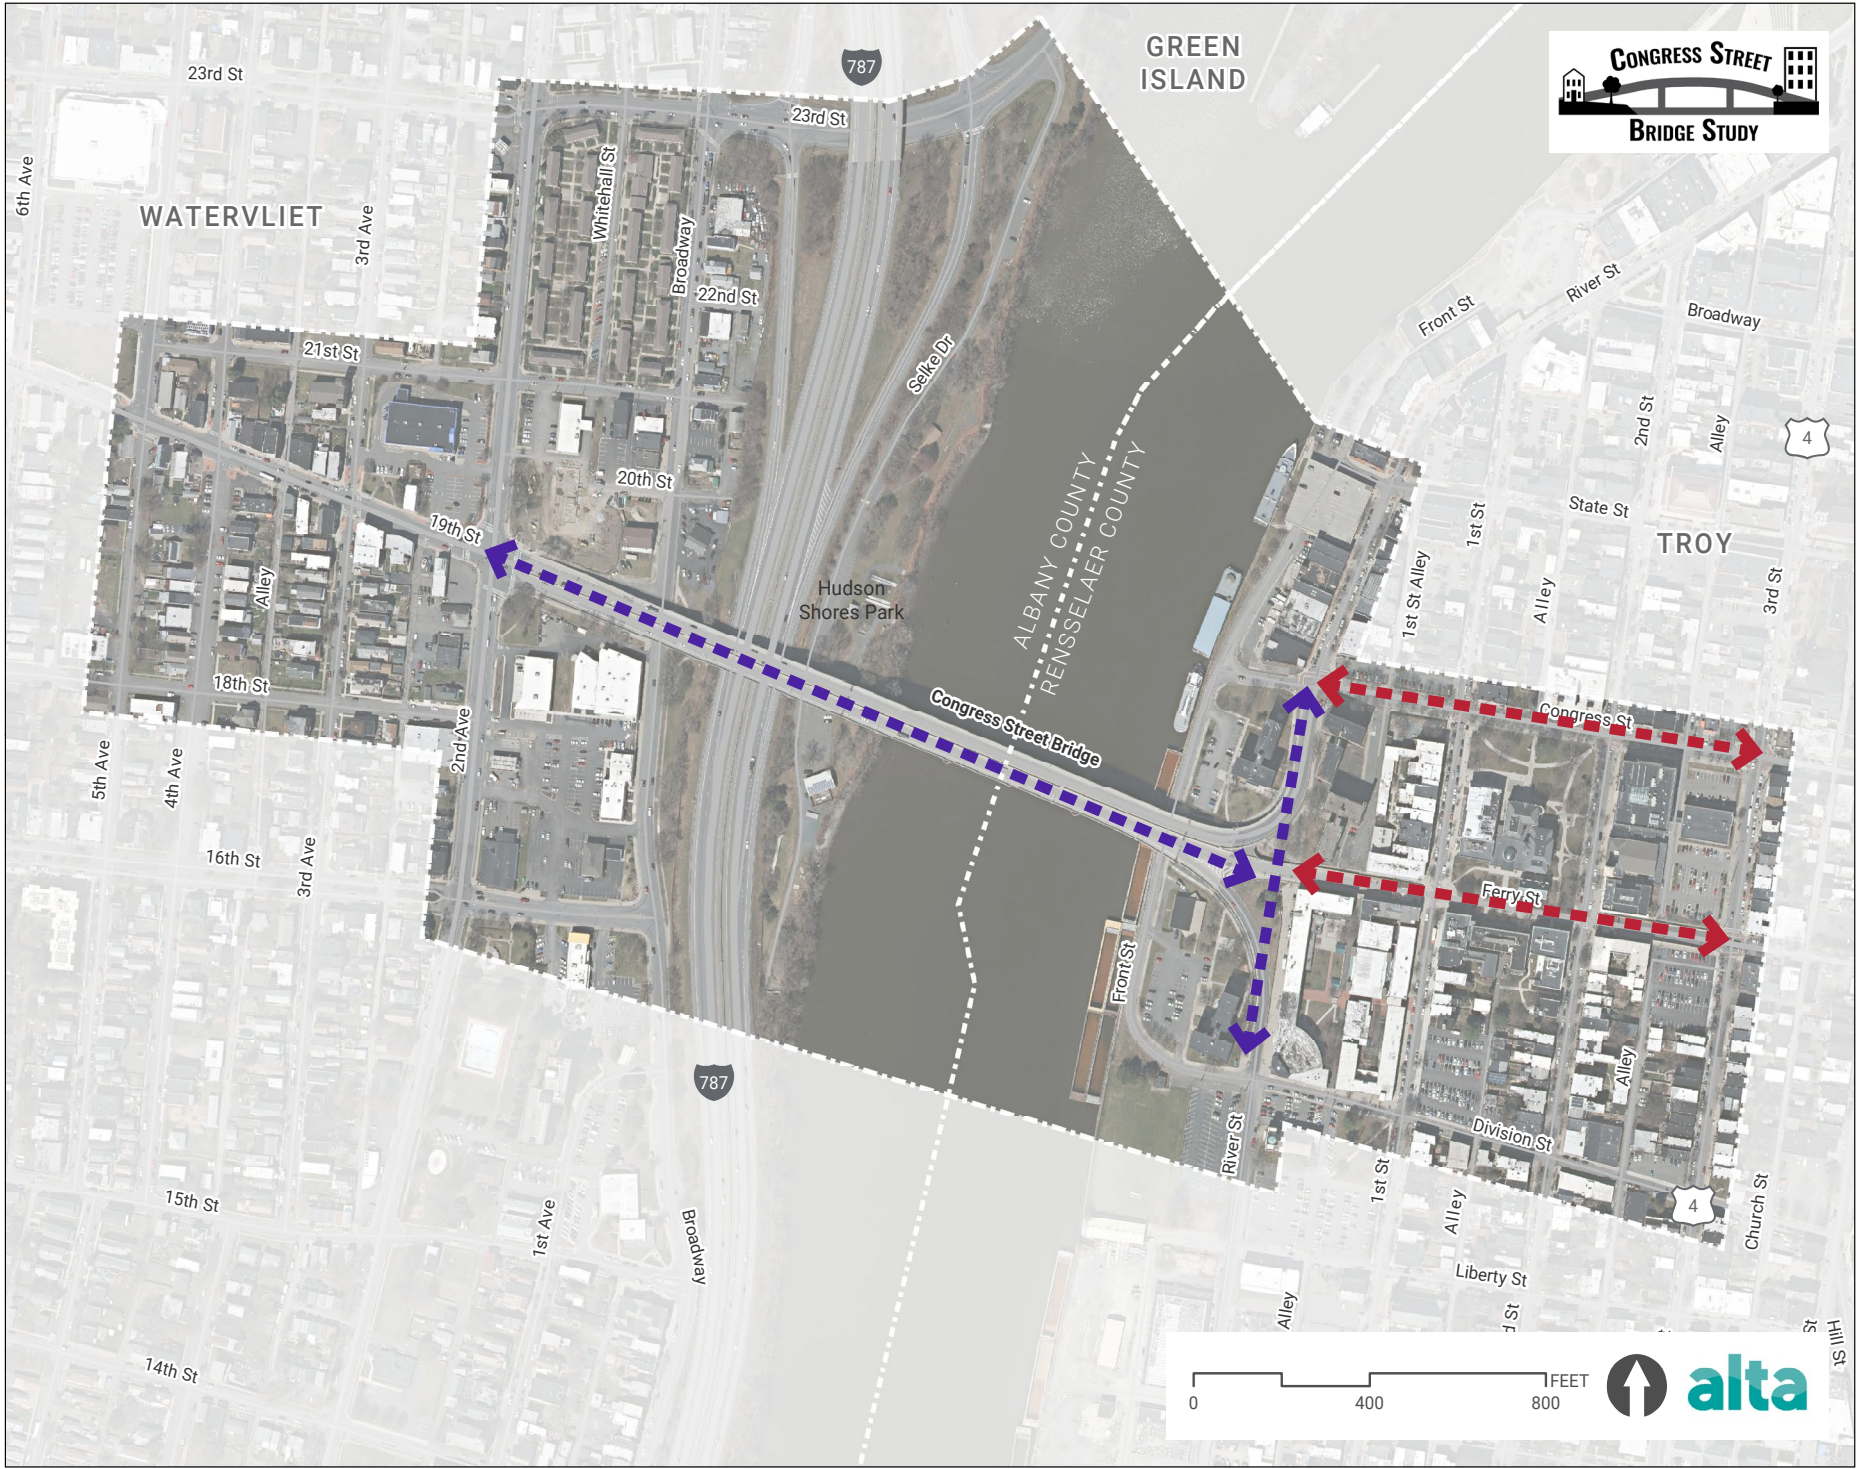 GREEN
ISLAND
CONGRESS STREET
BRIDGE STUDY
787
23rd St
23rd St
6th Ave
WATERVLIET
3rd Ave
Whitehall St
Broadway
22nd St
21st St
Selke Dr
Front St
River St
Broadway
2nd St
Alley
4
20th St
19th St
State St
1st St
TROY
ALBANY COUNTY
RENSSELAER COUNTY
1st St Alley
Alley
3rd St
Alley
Hudson
Shores Park
18th St
Congress Street Bridge
Congress St
2nd Ave
5th Ave
4th Ave
16th St
3rd Ave
Ferry St
Front St
787
Alley
River St
Division St
1st St
Alley
4
Church St
15th St
1st Ave
Broadway
Liberty St
Alley
d St
St
Hill St
14th St
FEET
0
400
800
alta